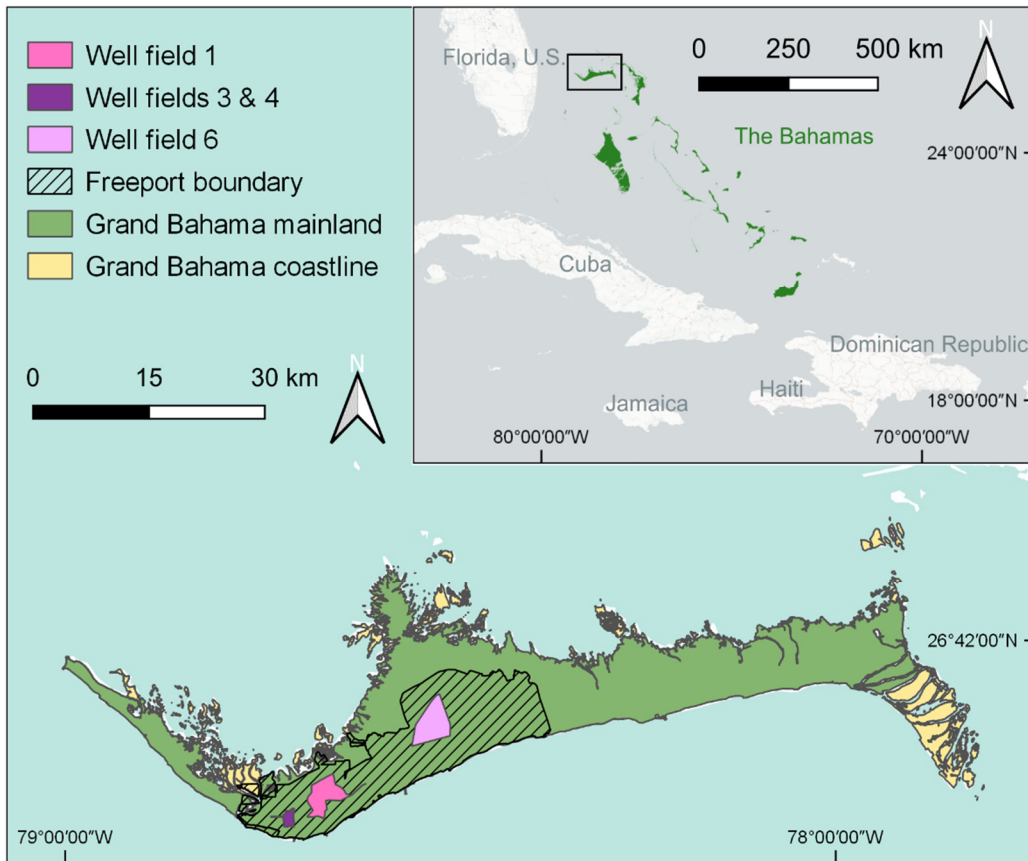 Well field 1
Well fields 3 & 4
Well field 6
Freeport boundary
Grand Bahama mainland
Grand Bahama coastline
0 15 30 km
N
Florida, U.S.
0 250 500 km
N
The Bahamas
24°00′00″N
Cuba
Dominican Republic
Haiti
Jamaica
18°00′00″N
80°00′00″W
70°00′00″W
26°42′00″N
79°00′00″W
78°00′00″W